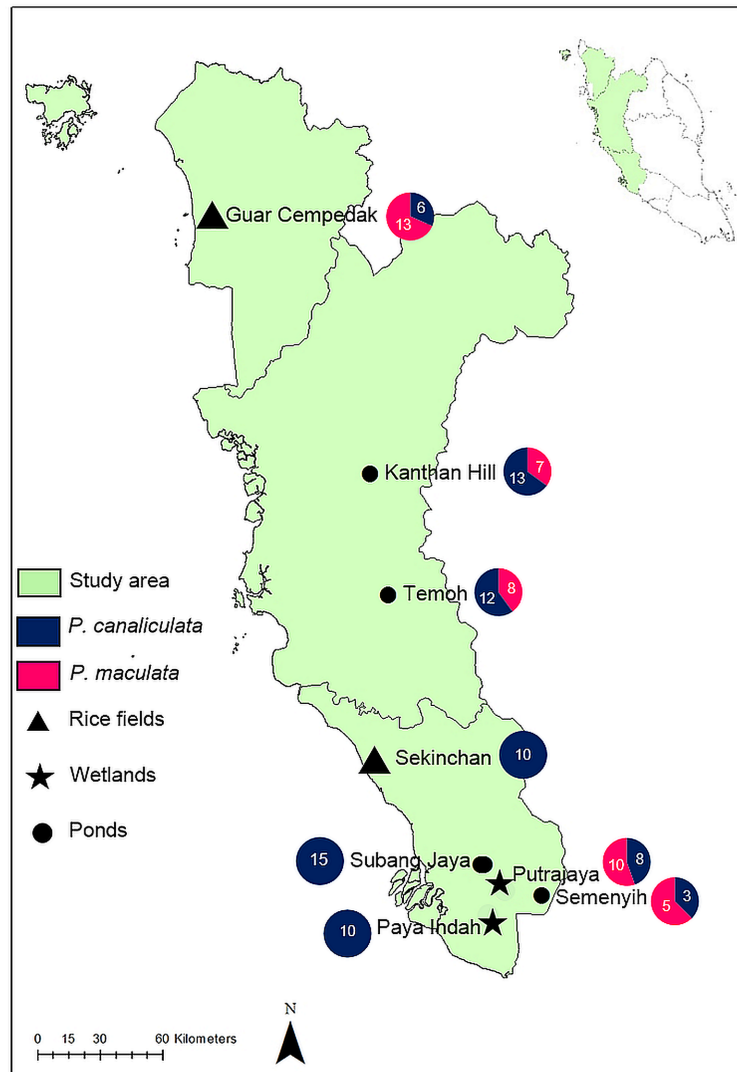 Guar Cempedak
6
13
Kanthan Hill
7
13
Temoh
8
12
Study area
P. canaliculata
P. maculata
Rice fields
Wetlands
Ponds
Sekinchan
10
15
Subang Jaya
Putrajaya
8
10
Semenyih
3
5
10
Paya Indah
N
0 15 30 60 Kilometers